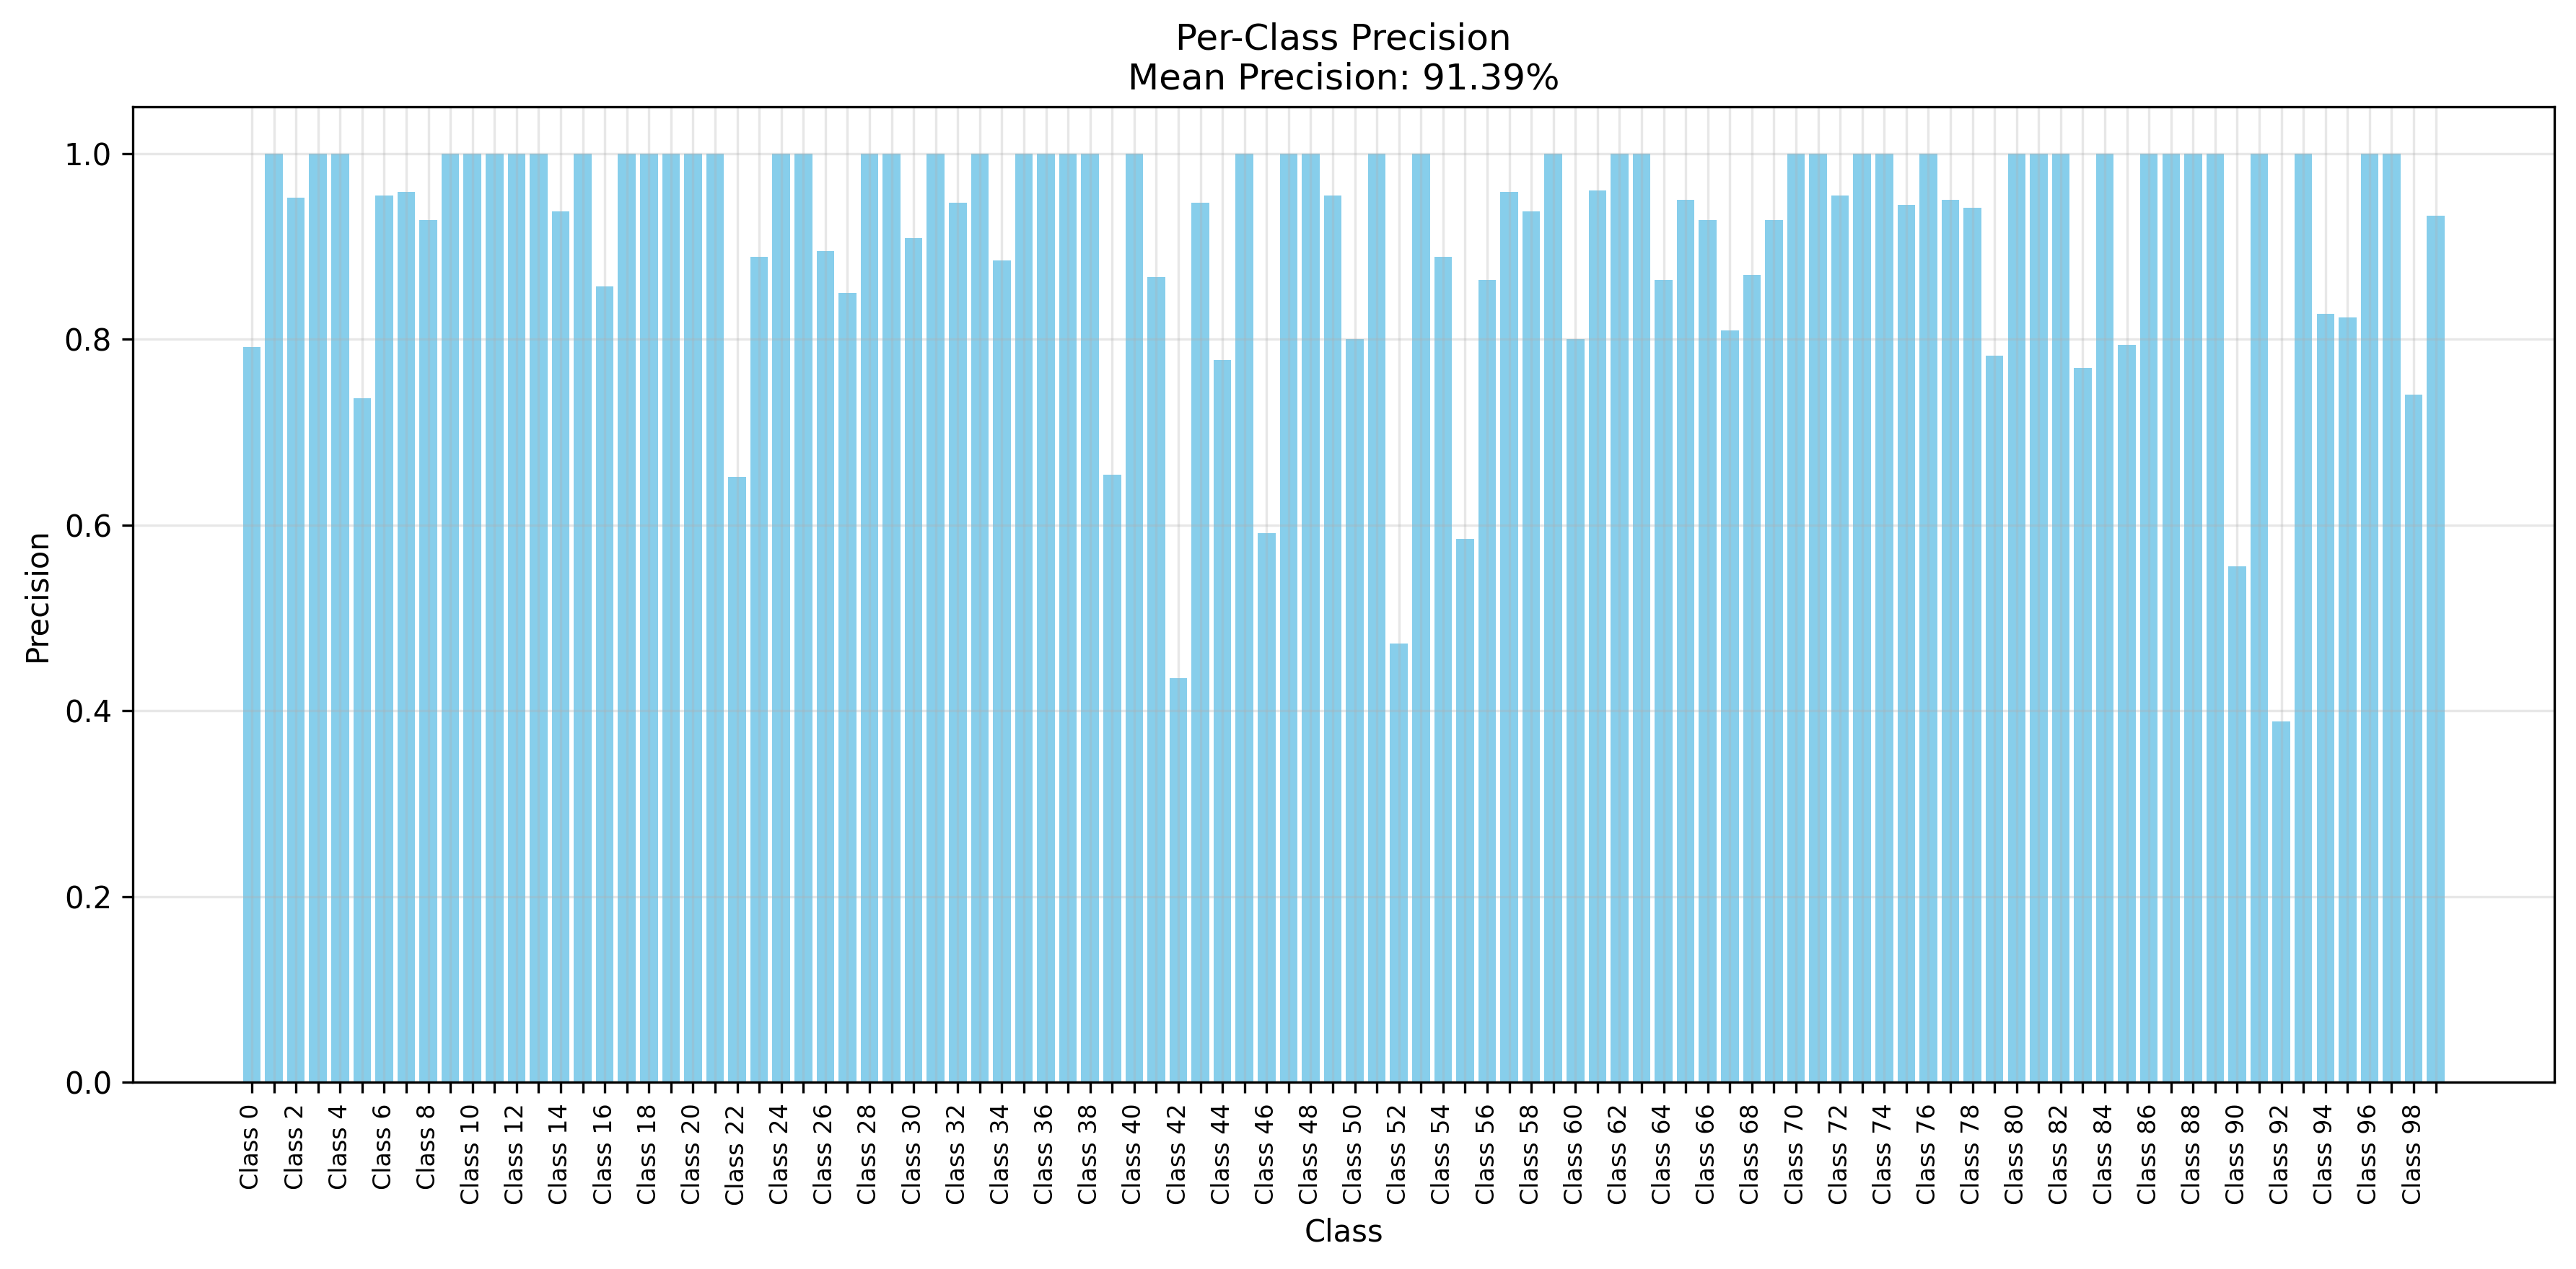 Per-Class Precision
Mean Precision: 91.39%
Precision
1.0
0.8
0.6
0.4
0.2
0.0
Class 0
Class 2
Class 4
Class 6
Class 8
Class 10
Class 12
Class 14
Class 16
Class 18
Class 20
Class 22
Class 24
Class 26
Class 28
Class 30
Class 32
Class 34
Class 36
Class 38
Class 40
Class 42
Class 44
Class 46
Class 48
Class 50
Class 52
Class 54
Class 56
Class 58
Class 60
Class 62
Class 64
Class 66
Class 68
Class 70
Class 72
Class 74
Class 76
Class 78
Class 80
Class 82
Class 84
Class 86
Class 88
Class 90
Class 92
Class 94
Class 96
Class 98
Class